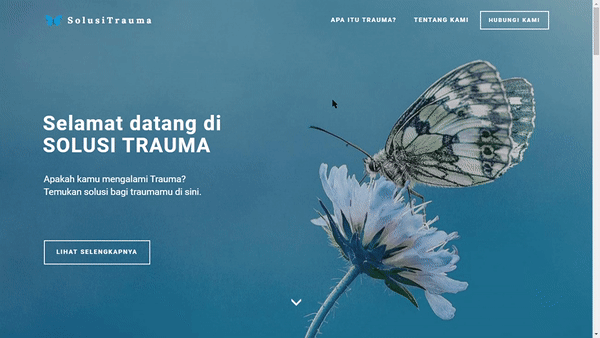 SolusiTrauma
APA ITU TRAUMA?
TENTANG KAMI
HUBUNGI KAMI
Selamat datang di
SOLUSI TRAUMA
Apakah kamu mengalami Trauma?
Temukan solusi bagi traumamu di sini.
LIHAT SELENGKAPNYA